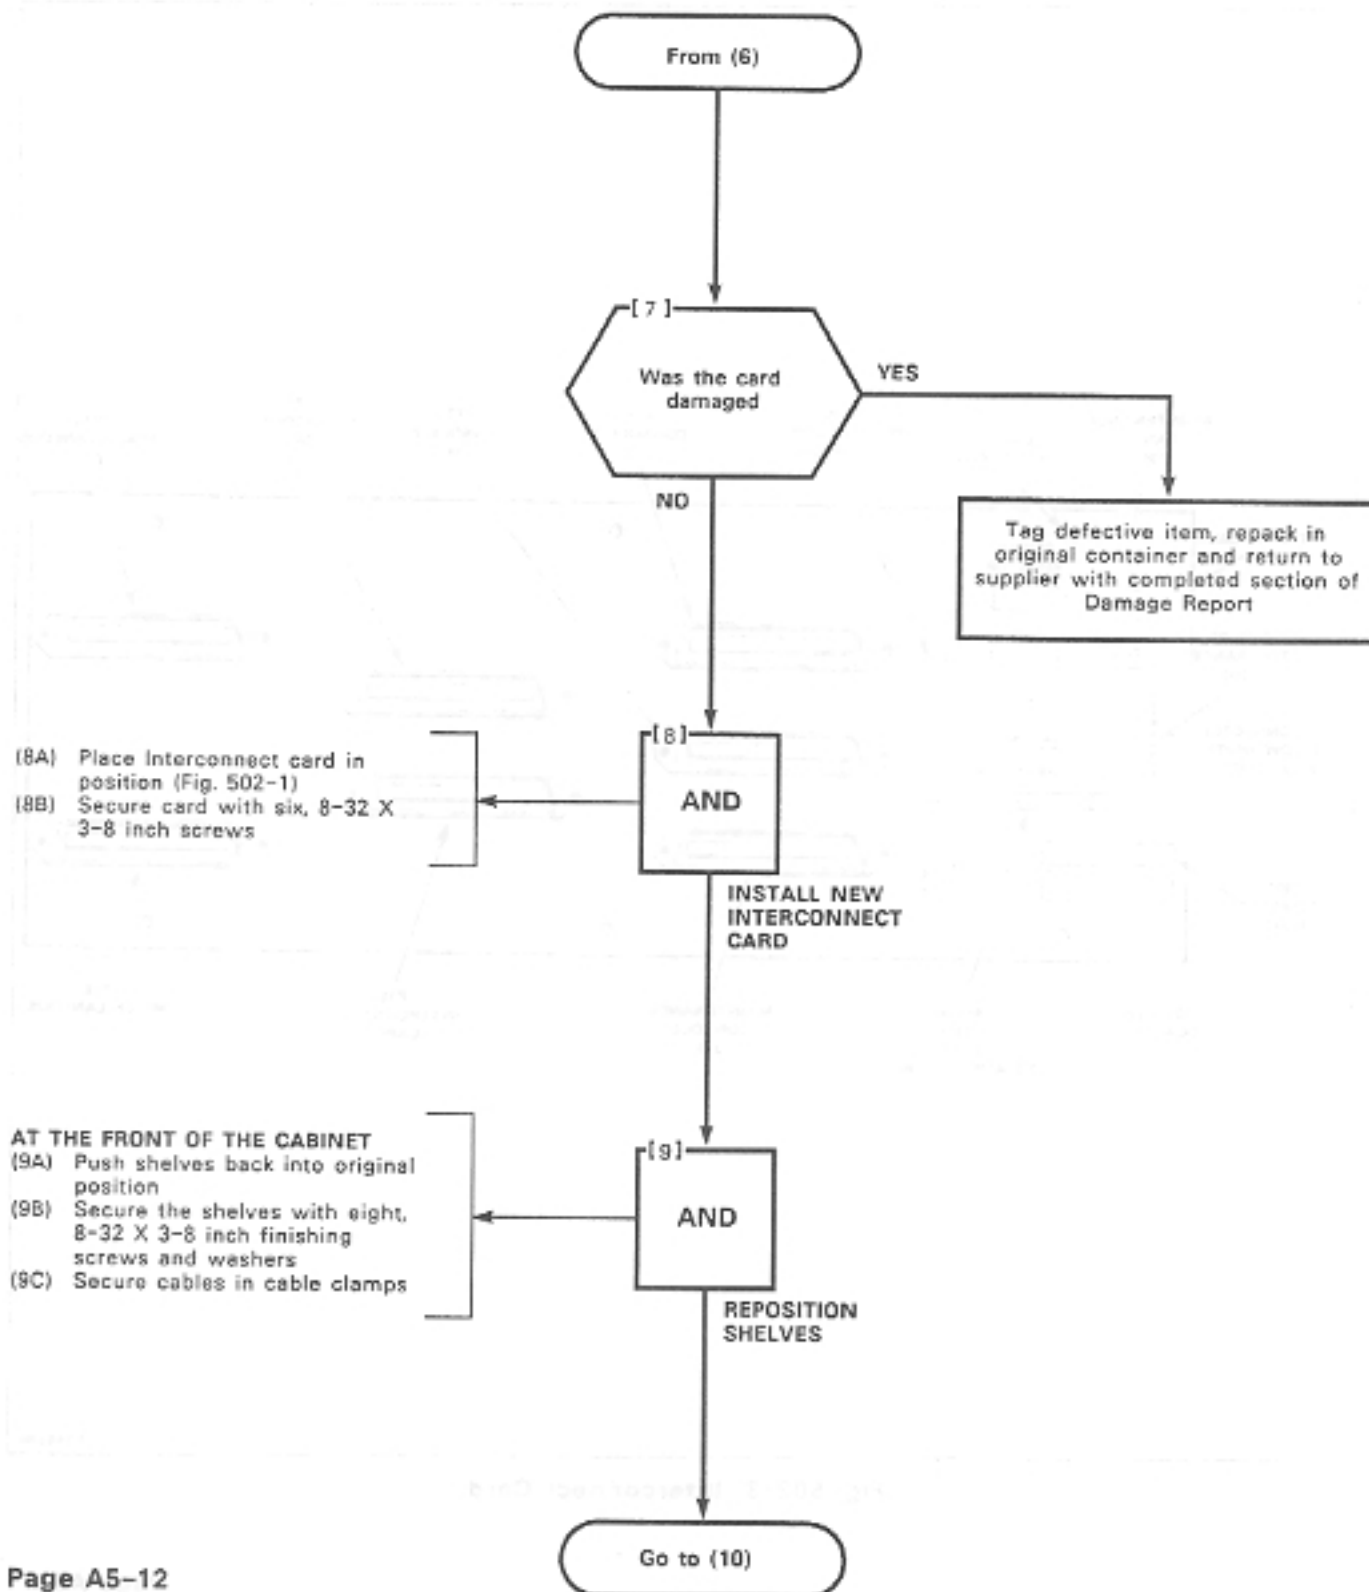 From (6)
[ 7 ]
Was the card
damaged
YES
NO
Tag defective item, repack in
original container and return to
supplier with completed section of
Damage Report
(8A) Place Interconnect card in
position (Fig. 502-1)
(8B) Secure card with six, 8-32 X
3-8 inch screws
[8]
AND
INSTALL NEW
INTERCONNECT
CARD
AT THE FRONT OF THE CABINET
(9A) Push shelves back into original
position
(9B) Secure the shelves with eight,
8-32 X 3-8 inch finishing
screws and washers
(9C) Secure cables in cable clamps
[9]
AND
REPOSITION
SHELVES
Go to (10)
Page A5-12